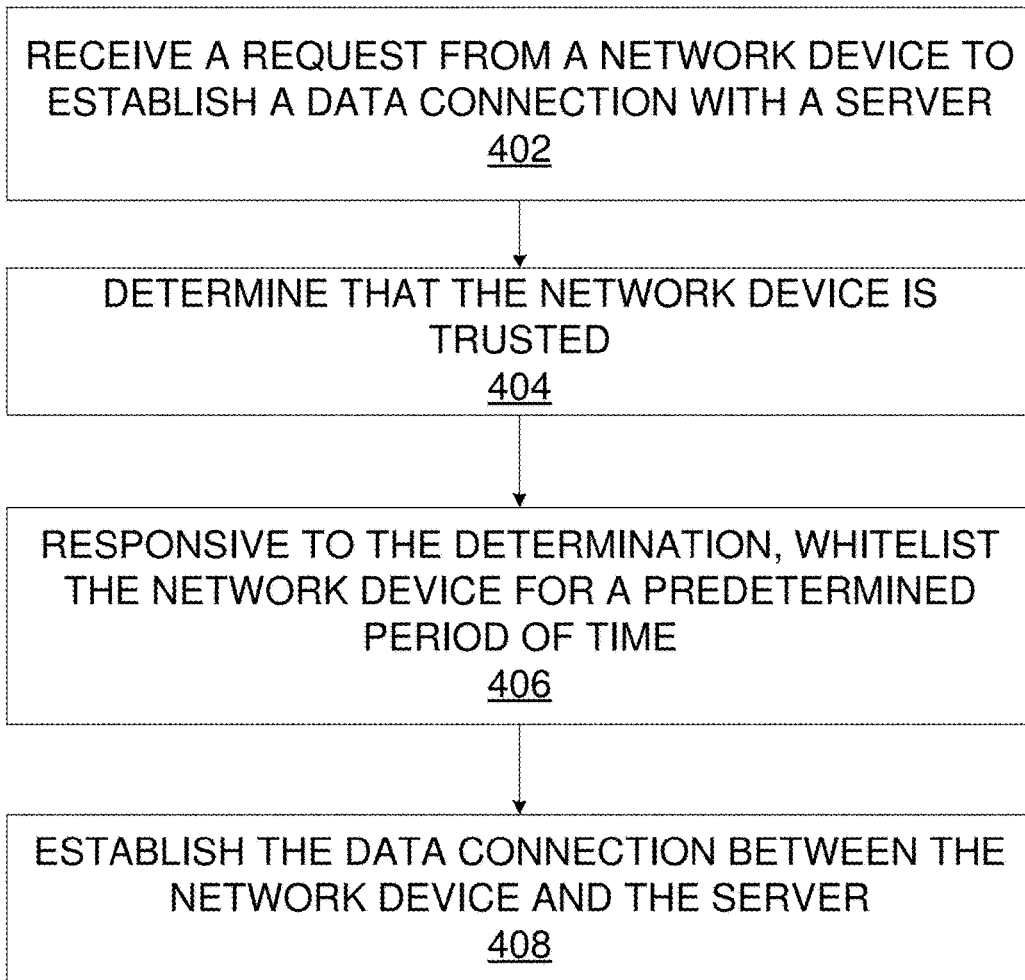 RECEIVE A REQUEST FROM A NETWORK DEVICE TO
ESTABLISH A DATA CONNECTION WITH A SERVER
402
DETERMINE THAT THE NETWORK DEVICE IS
TRUSTED
404
RESPONSIVE TO THE DETERMINATION, WHITELIST
THE NETWORK DEVICE FOR A PREDETERMINED
PERIOD OF TIME
406
ESTABLISH THE DATA CONNECTION BETWEEN THE
NETWORK DEVICE AND THE SERVER
408